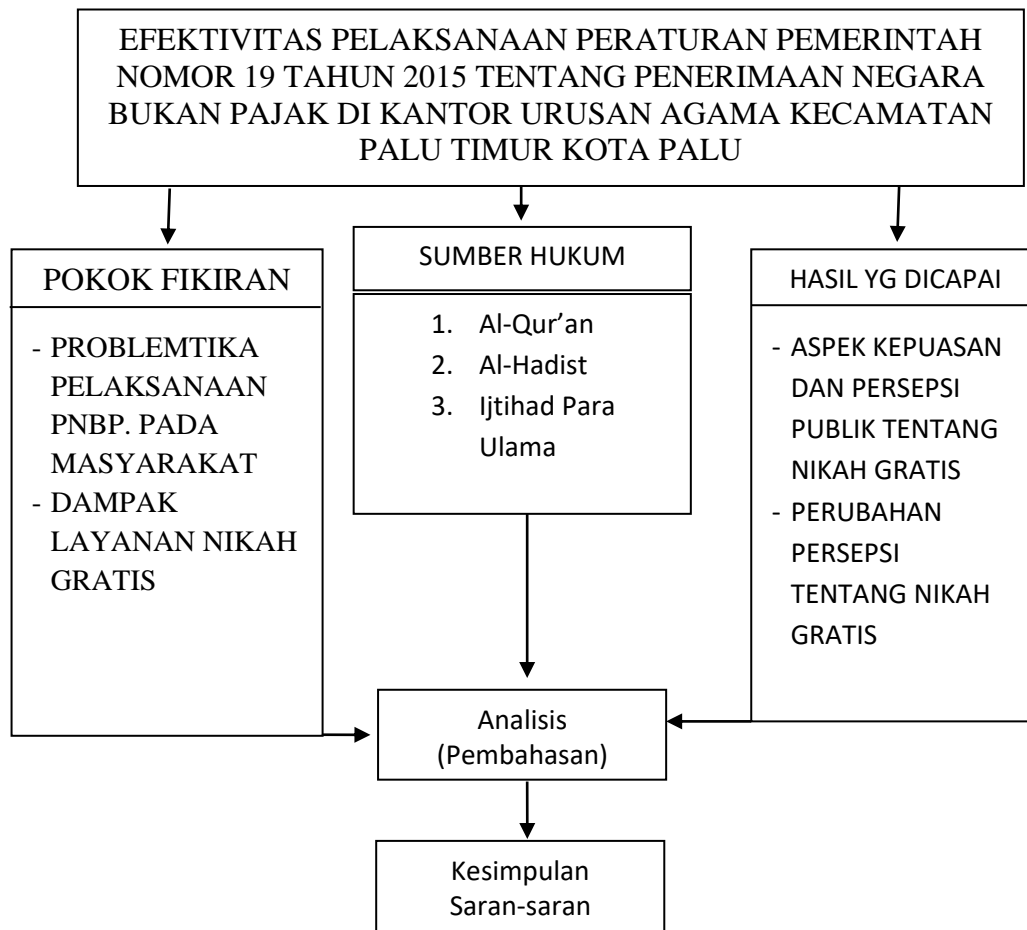 EFEKTIVITAS PELAKSANAAN PERATURAN PEMERINTAH
NOMOR 19 TAHUN 2015 TENTANG PENERIMAAN NEGARA
BUKAN PAJAK DI KANTOR URUSAN AGAMA KECAMATAN
PALU TIMUR KOTA PALU
POKOK FIKIRAN
- PROBLEMTIKA
PELAKSANAAN
PNBP. PADA
MASYARAKAT
- DAMPAK
LAYANAN NIKAH
GRATIS
SUMBER HUKUM
1. Al-Qur’an
2. Al-Hadist
3. Ijtihad Para
Ulama
HASIL YG DICAPAI
- ASPEK KEPUASAN
DAN PERSEPSI
PUBLIK TENTANG
NIKAH GRATIS
- PERUBAHAN
PERSEPSI
TENTANG NIKAH
GRATIS
Analisis
(Pembahasan)
Kesimpulan
Saran-saran